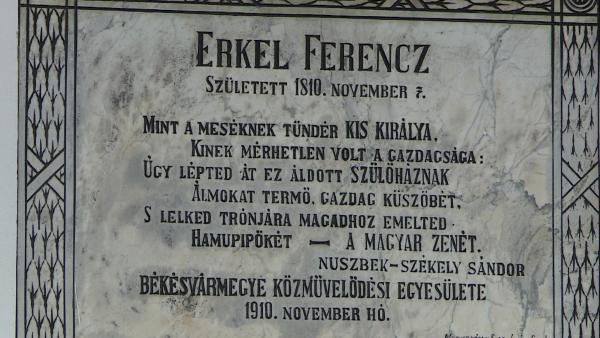 ERKEL FERENCZ
SZÜLETETT 1810. NOVEMBER 7.
MINT A MESÉKNEK TÜNDÉR KIS KIRÁLYA,
KINEK MÉRHETLEN VOLT A GAZDAGSÁGA:
ÚGY LÉPTED ÁT EZ ÁLDOTT SZÜLŐHÁZNAK
ÁLMOKAT TERMŐ, GAZDAG KÜSZÖBÉT,
S LELKED TRÓNJÁRA MAGADHOZ EMELTED
HAMUPIPŐKÉT — A MAGYAR ZENÉT.
NUSZBEK-SZÉKELY SÁNDOR
BÉKÉSVÁRMEGYE KÖZMŰVELŐDÉSI EGYESÜLETE
1910. NOVEMBER HÓ.